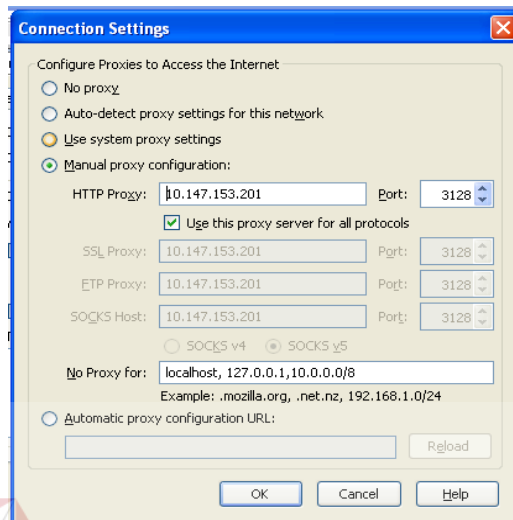 Connection Settings
Configure Proxies to Access the Internet
No proxy
Auto-detect proxy settings for this network
Use system proxy settings
Manual proxy configuration:
HTTP Proxy: 10.147.153.201 Port: 3128
Use this proxy server for all protocols
SSL Proxy: 10.147.153.201 Port: 3128
FTP Proxy: 10.147.153.201 Port: 3128
SOCKS Host: 10.147.153.201 Port: 3128
SOCKS v4 SOCKS v5
No Proxy for: localhost, 127.0.0.1,10.0.0.0/8
Example: .mozilla.org, .net.nz, 192.168.1.0/24
Automatic proxy configuration URL:
Reload
OK Cancel Help